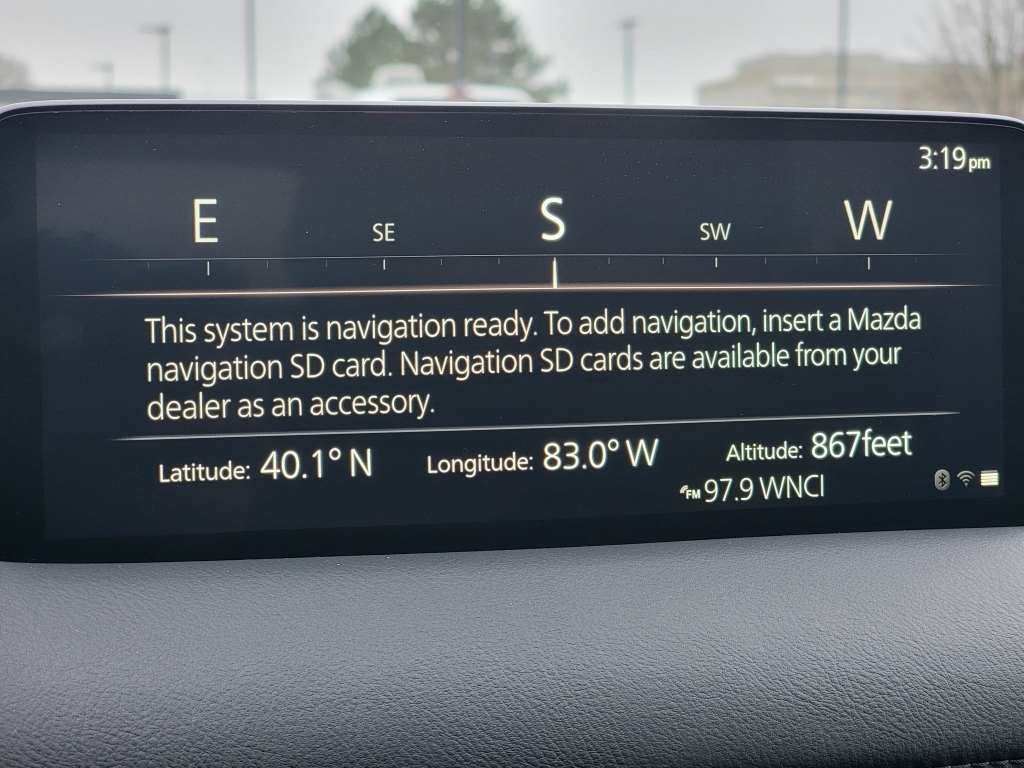 3:19pm
E SE S SW W
This system is navigation ready. To add navigation, insert a Mazda
navigation SD card. Navigation SD cards are available from your
dealer as an accessory.
Latitude: 40.1° N Longitude: 83.0° W Altitude: 867feet
FM 97.9 WNCI